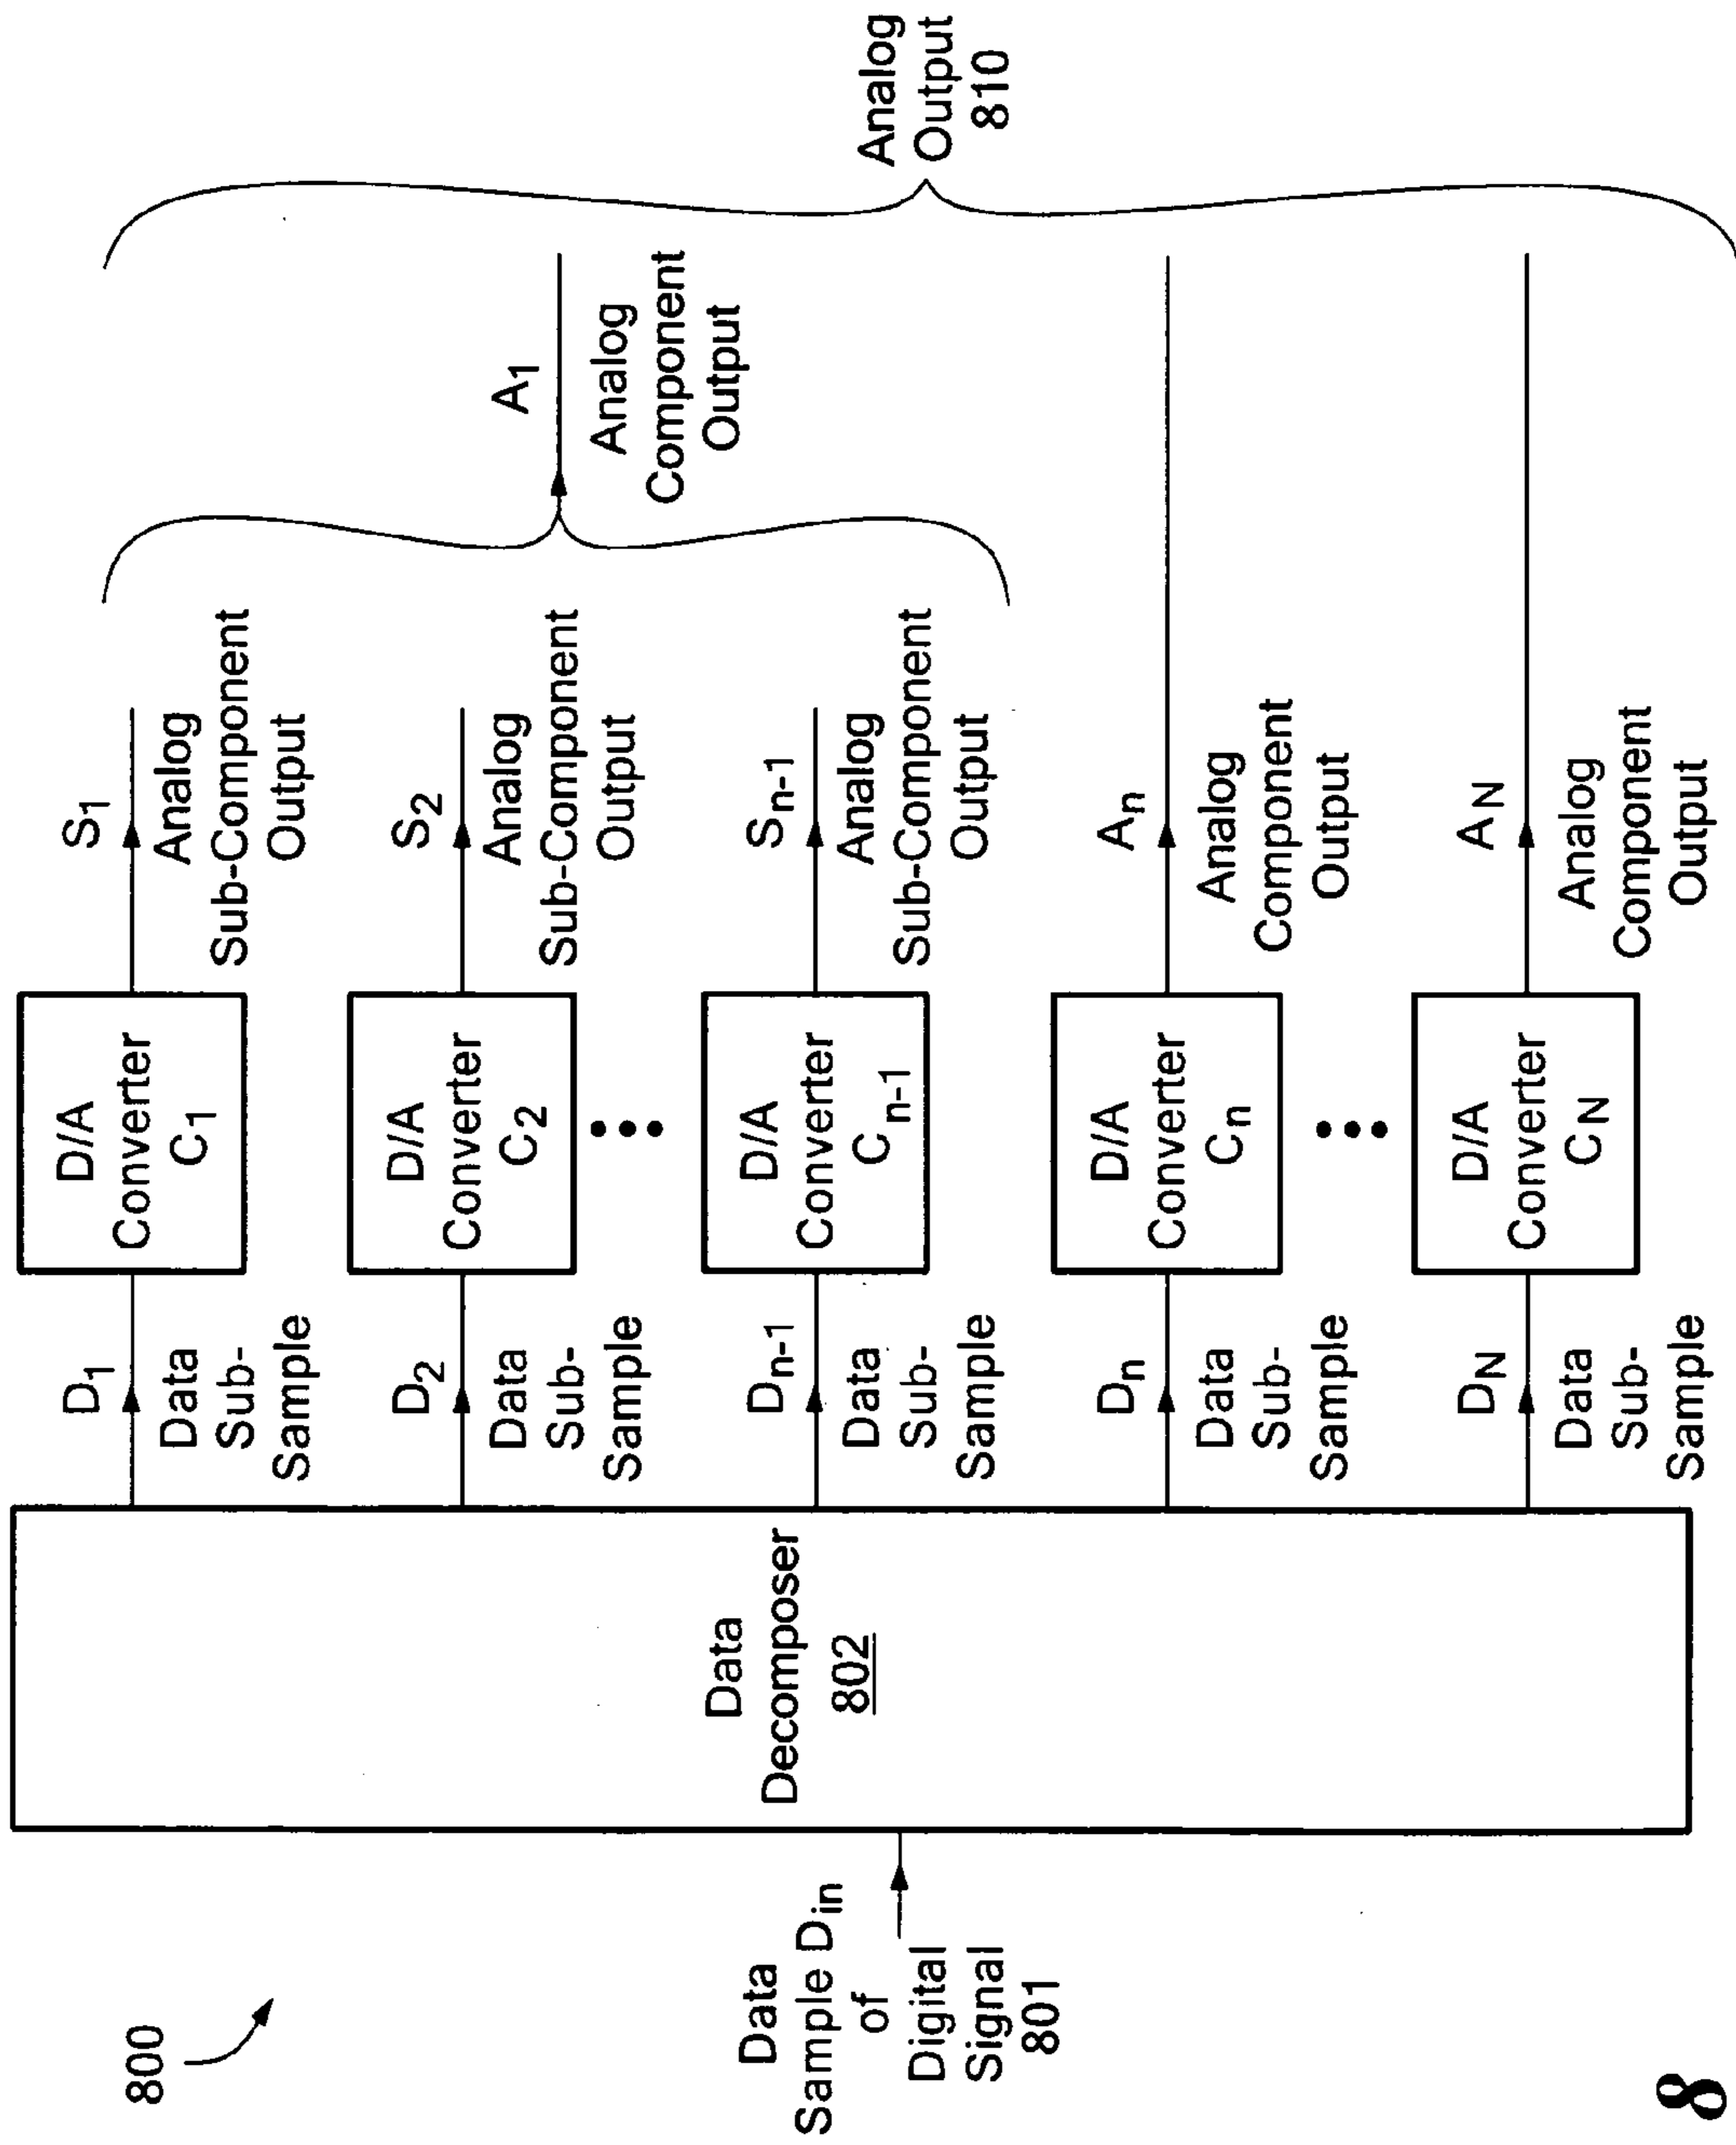 800
Data
Sample Din
of
Digital
Signal
801
Data
Decomposer
802
D1
Data
Sub-
Sample
D/A
Converter
C1
S1
Analog
Sub-Component
Output
D2
Data
Sub-
Sample
D/A
Converter
C2
S2
Analog
Sub-Component
Output
Dn-1
Data
Sub-
Sample
D/A
Converter
Cn-1
Sn-1
Analog
Sub-Component
Output
A1
Analog
Component
Output
Dn
Data
Sub-
Sample
D/A
Converter
Cn
An
Analog
Component
Output
DN
Data
Sub-
Sample
D/A
Converter
CN
AN
Analog
Component
Output
Analog
Output
810
8